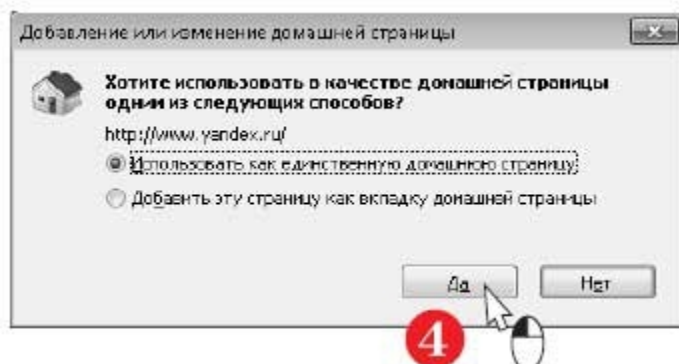 Добавление или изменение домашней страницы
Хотите использовать в качестве домашней страницы
одним из следующих способов?
http://www.yandex.ru/
Использовать как единственную домашнюю страницу
Добавить эту страницу как вкладку домашней страницы
Да Нет
4